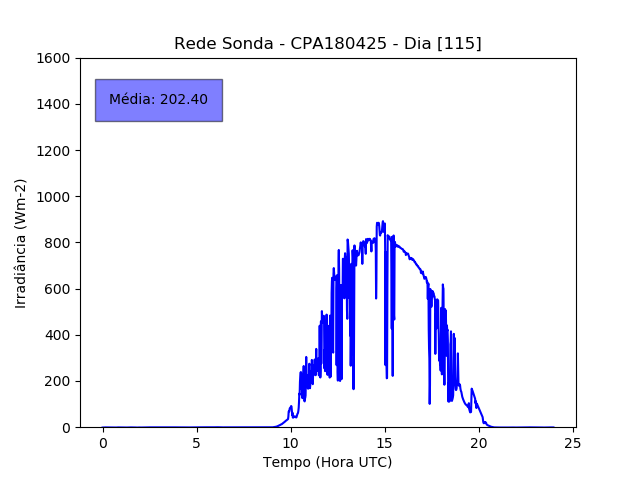 Rede Sonda - CPA180425 - Dia [115]
1600
1400
1200
1000
800
600
400
200
0
Média: 202.40
Irradiância (Wm-2)
0 5 10 15 20 25
Tempo (Hora UTC)